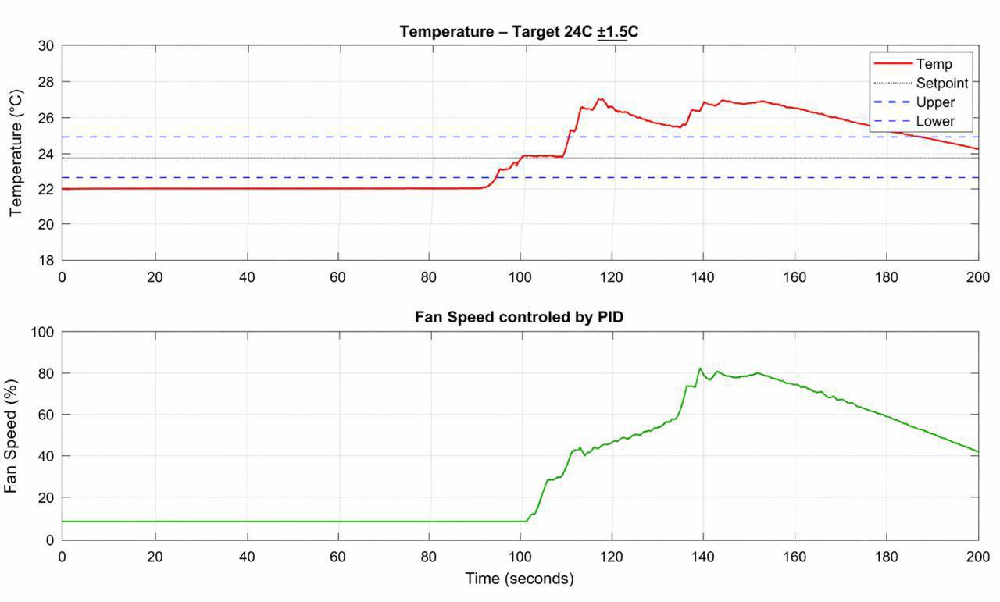 Temperature – Target 24C ±1.5C
30
28
26
24
22
20
18
Temperature (°C)
Temp
Setpoint
Upper
Lower
0 20 40 60 80 100 120 140 160 180 200
Fan Speed controled by PID
100
80
60
40
20
0
Fan Speed (%)
0 20 40 60 80 100 120 140 160 180 200
Time (seconds)